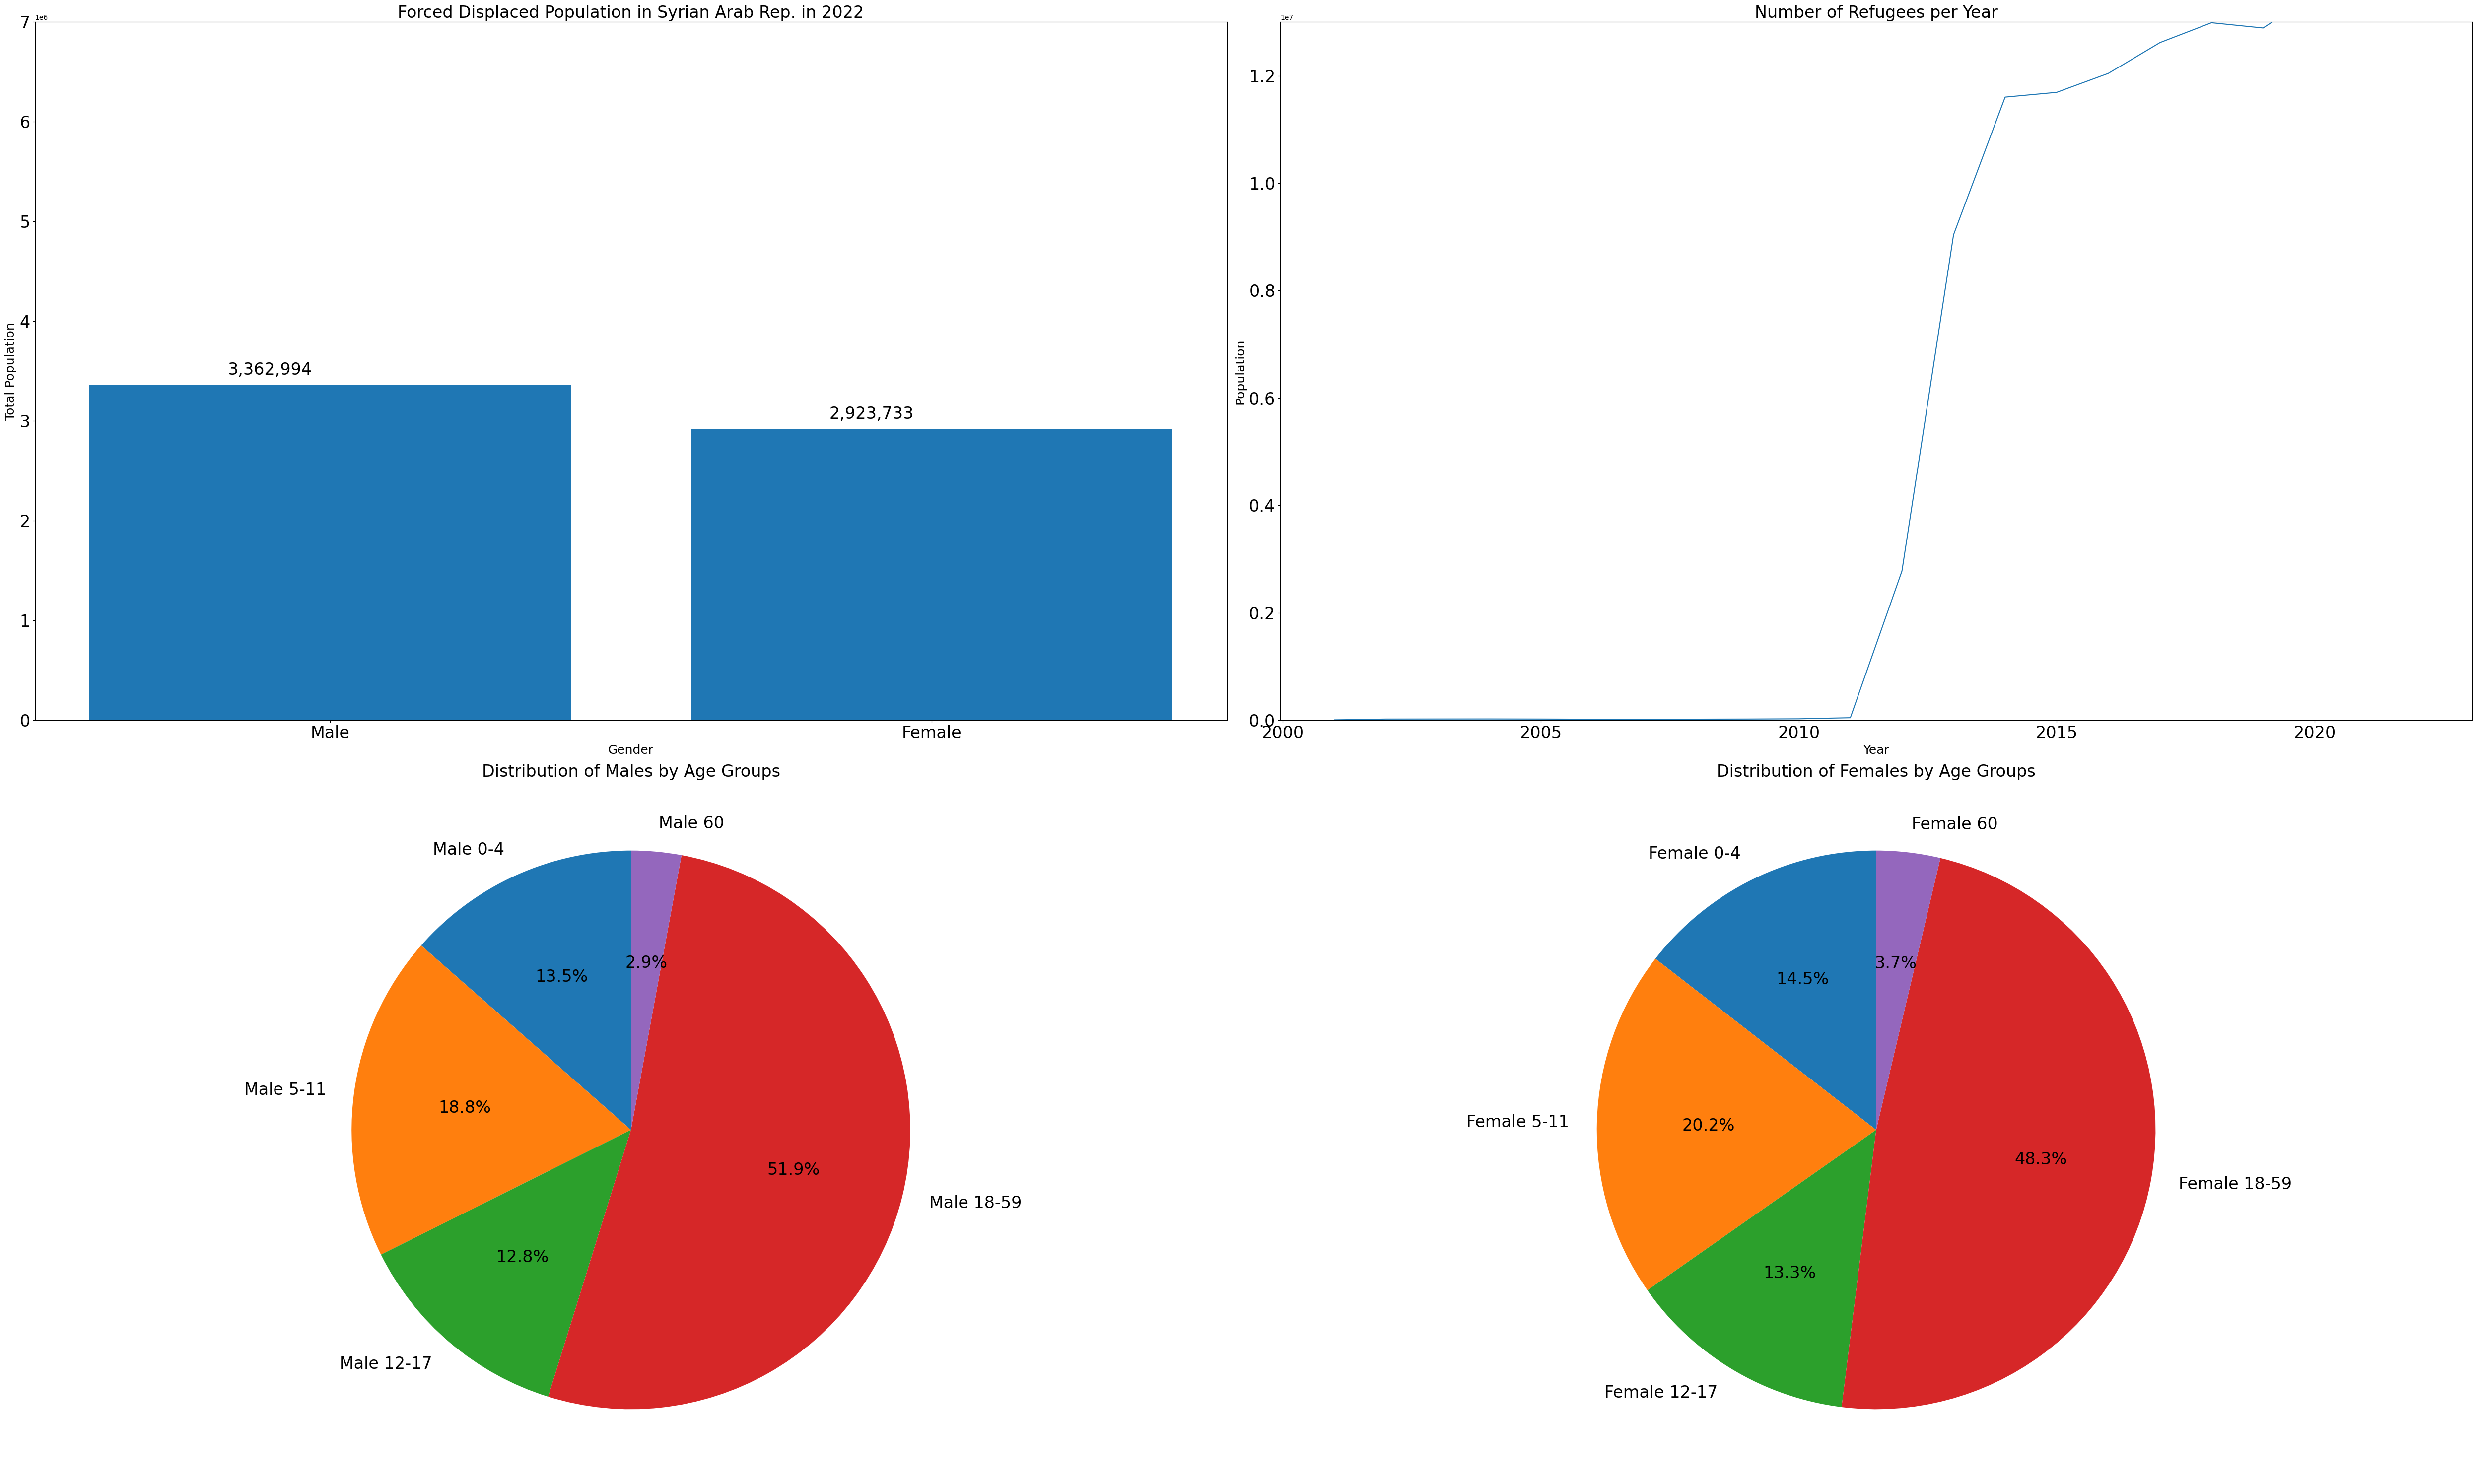 Forced Displaced Population in Syrian Arab Rep. in 2022
1e6
7
6
5
4
3
2
1
0
Total Population
3,362,994
2,923,733
Male
Female
Gender
Number of Refugees per Year
1e7
1.2
1.0
0.8
0.6
0.4
0.2
0.0
Population
2000
2005
2010
2015
2020
Year
Distribution of Males by Age Groups
Male 60
Male 0-4
2.9%
13.5%
Male 5-11
18.8%
51.9%
Male 18-59
12.8%
Male 12-17
Distribution of Females by Age Groups
Female 60
Female 0-4
3.7%
14.5%
Female 5-11
20.2%
48.3%
Female 18-59
13.3%
Female 12-17